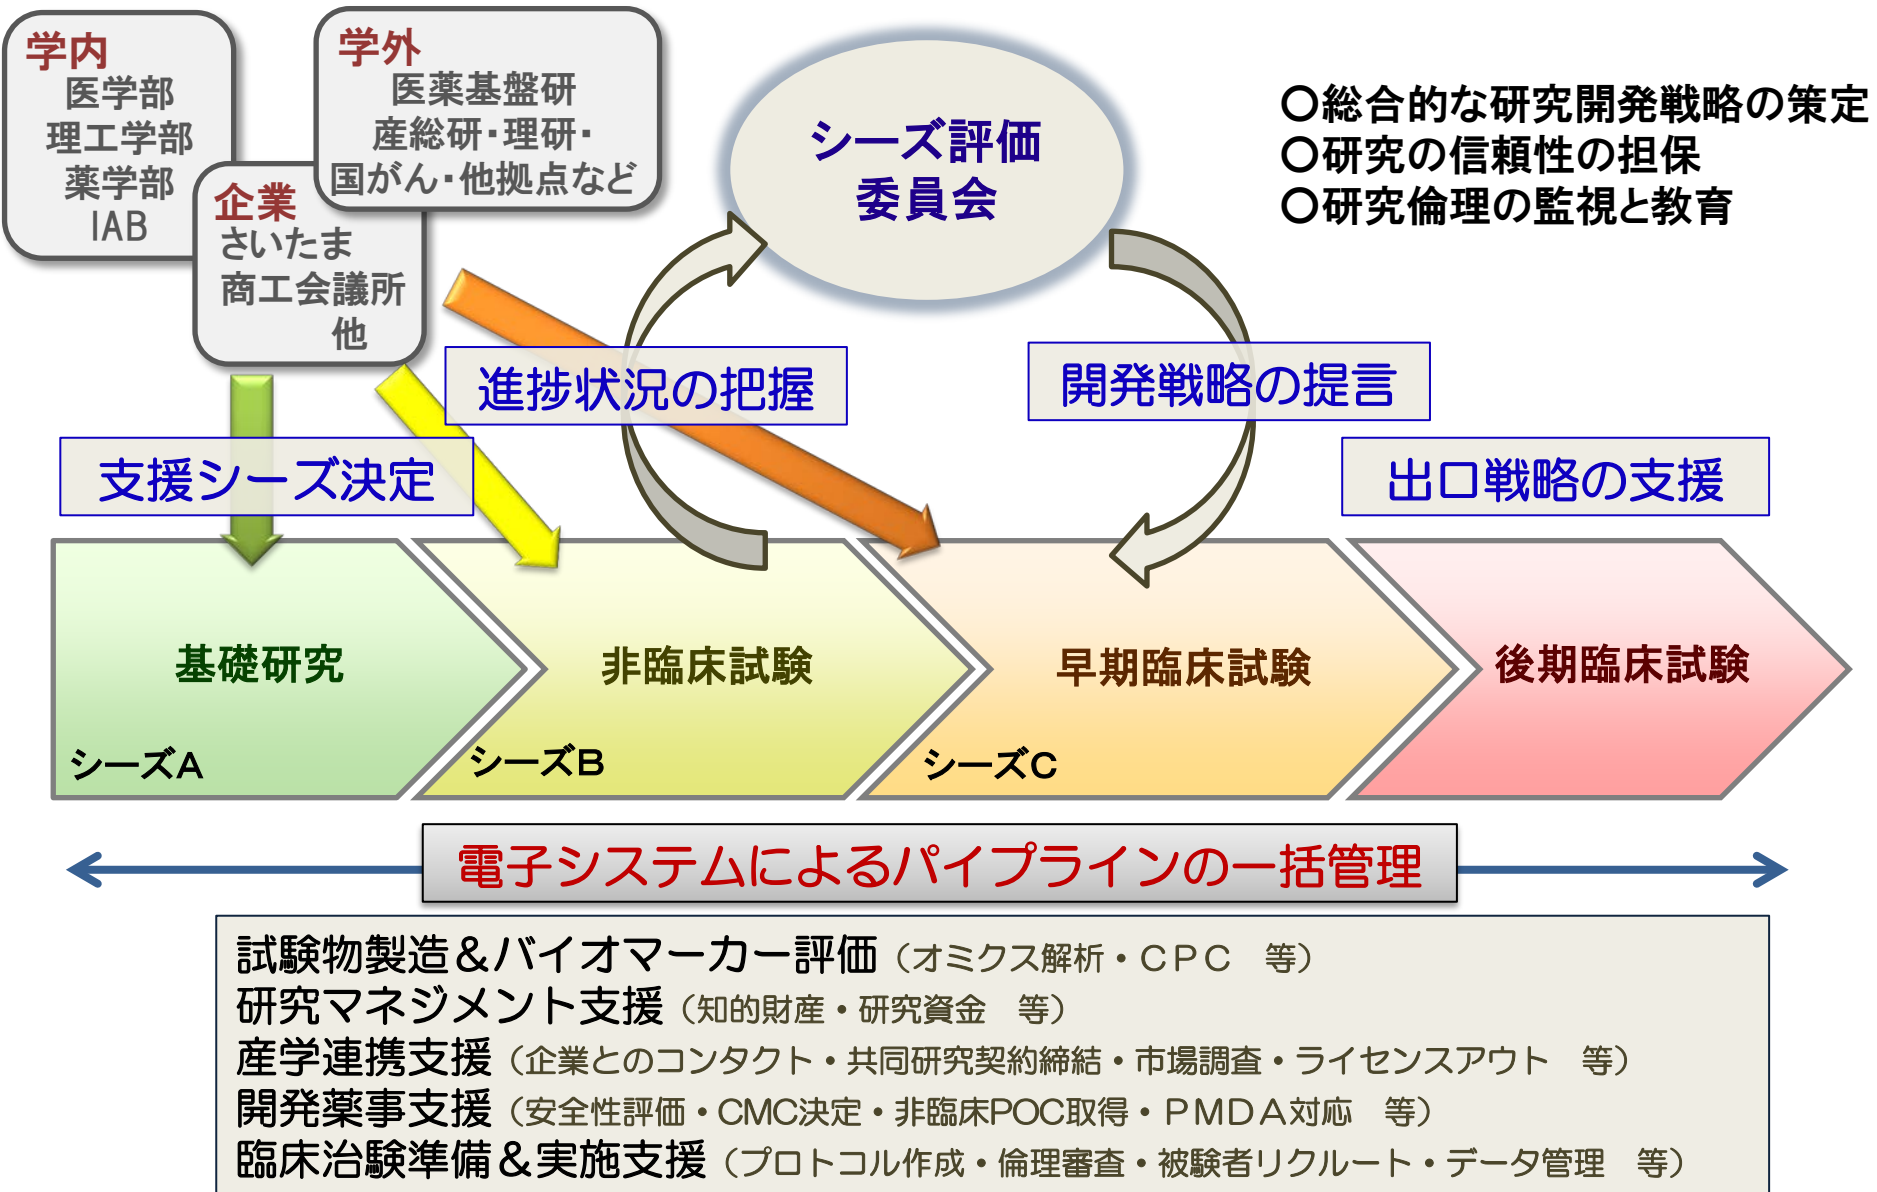 学内
医学部
理工学部
薬学部
IAB
学外
医薬基盤研
産総研・理研・
国がん・他拠点など
企業
さいたま
商工会議所
他
シーズ評価
委員会
〇総合的な研究開発戦略の策定
〇研究の信頼性の担保
〇研究倫理の監視と教育
進捗状況の把握
開発戦略の提言
支援シーズ決定
出口戦略の支援
基礎研究
シーズA
非臨床試験
シーズB
早期臨床試験
シーズC
後期臨床試験
電子システムによるパイプラインの一括管理
試験物製造＆バイオマーカー評価（オミクス解析・ＣＰＣ　等）
研究マネジメント支援（知的財産・研究資金　等）
産学連携支援（企業とのコンタクト・共同研究契約締結・市場調査・ライセンスアウト　等）
開発薬事支援（安全性評価・CMC決定・非臨床POC取得・ＰＭＤＡ対応　等）
臨床治験準備＆実施支援（プロトコル作成・倫理審査・被験者リクルート・データ管理　等）